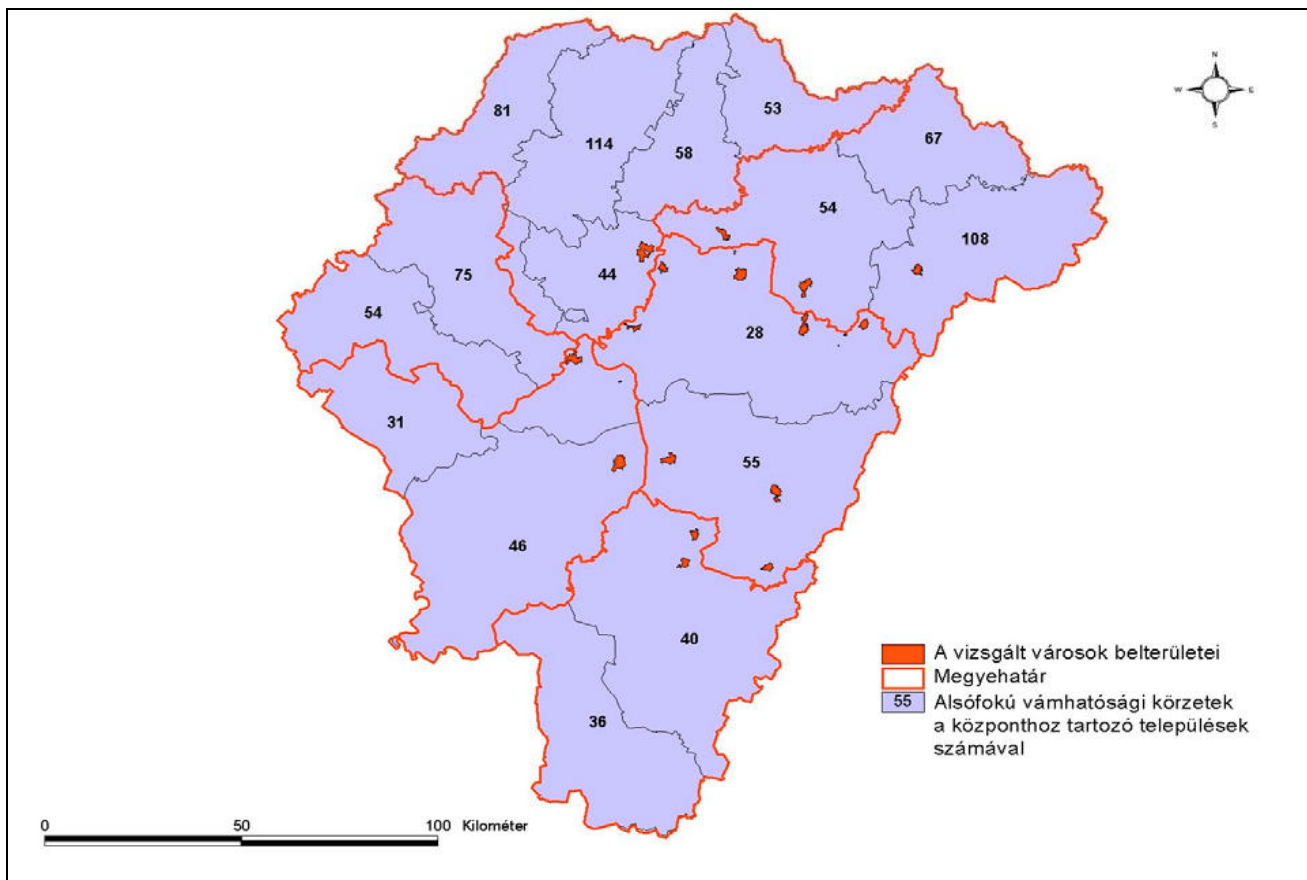 N
W
E
S
81
114
58
53
67
54
108
75
44
54
28
31
55
46
40
36
A vizsgált városok belterületei
Megyehatár
55 Alsófokú vámhatósági körzetek
a központhoz tartozó települések
számával
0 50 100 Kilométer